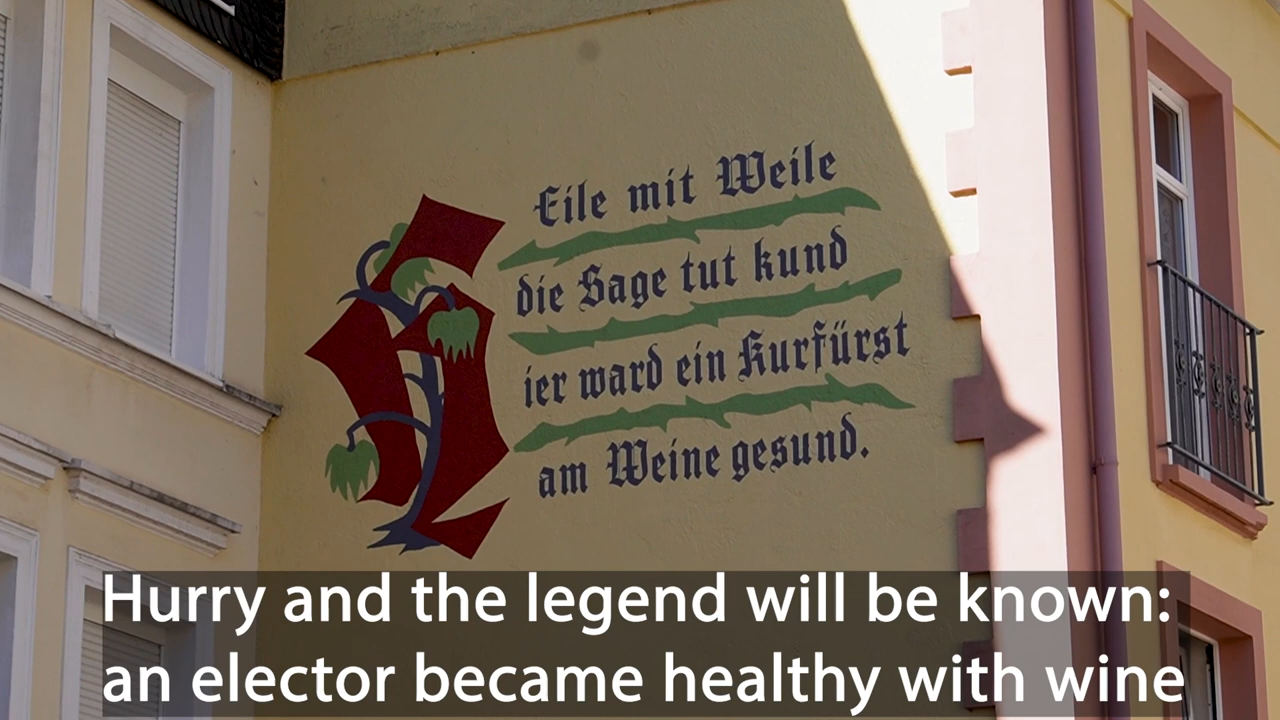 Eile mit Weile
die Sage tut kund
Hier ward ein Kurfürst
am Weine gesund.
Hurry and the legend will be known:
an elector became healthy with wine